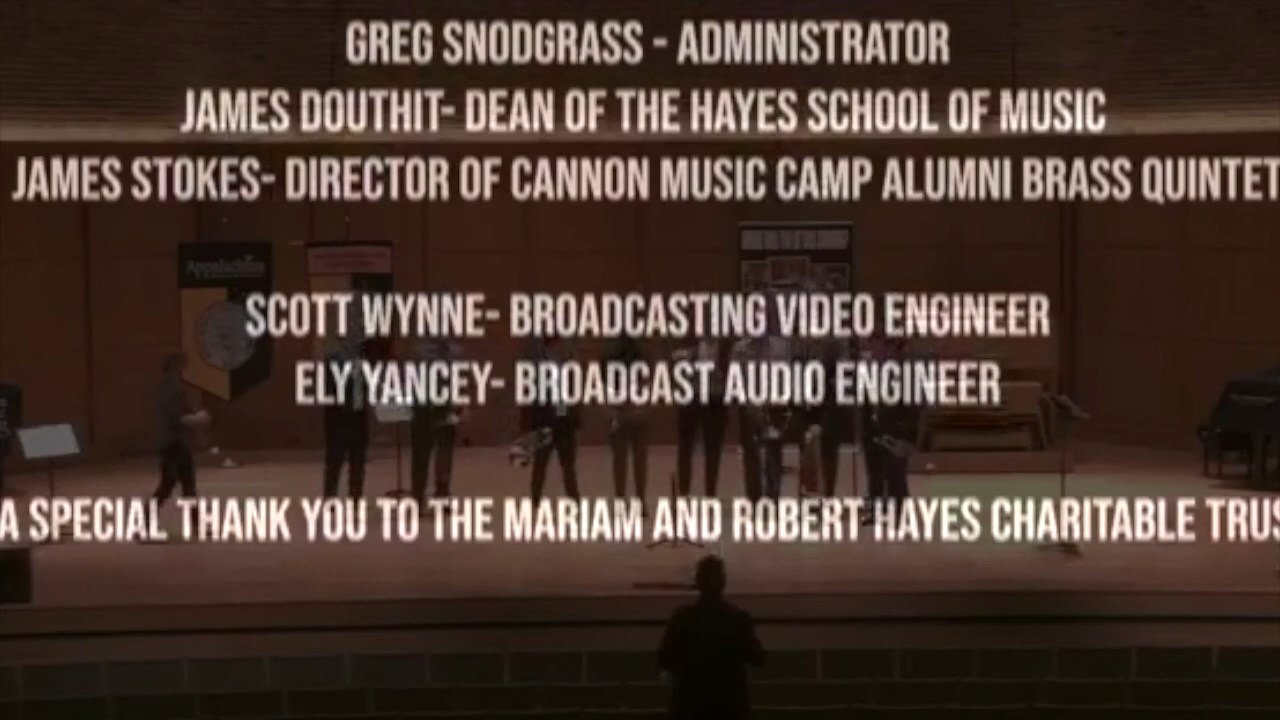 GREG SNODGRASS - ADMINISTRATOR
JAMES DOUTHIT- DEAN OF THE HAYES SCHOOL OF MUSIC
JAMES STOKES- DIRECTOR OF CANNON MUSIC CAMP ALUMNI BRASS QUINTET
Appalachian
SCOTT WYNNE- BROADCASTING VIDEO ENGINEER
ELY YANCEY- BROADCAST AUDIO ENGINEER
A SPECIAL THANK YOU TO THE MARIAM AND ROBERT HAYES CHARITABLE TRUS